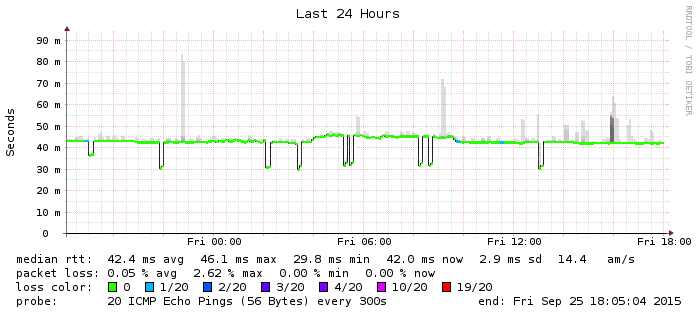 Last 24 Hours
RRDTOOL / TOBI OETIKER
Seconds
90 m
80 m
70 m
60 m
50 m
40 m
30 m
20 m
10 m
0
Fri 00:00 Fri 06:00 Fri 12:00 Fri 18:00
median rtt: 42.4 ms avg 46.1 ms max 29.8 ms min 42.0 ms now 2.9 ms sd 14.4 am/s
packet loss: 0.05 % avg 2.62 % max 0.00 % min 0.00 % now
loss color: 0 1/20 2/20 3/20 4/20 10/20 19/20
probe: 20 ICMP Echo Pings (56 Bytes) every 300s end: Fri Sep 25 18:05:04 2015